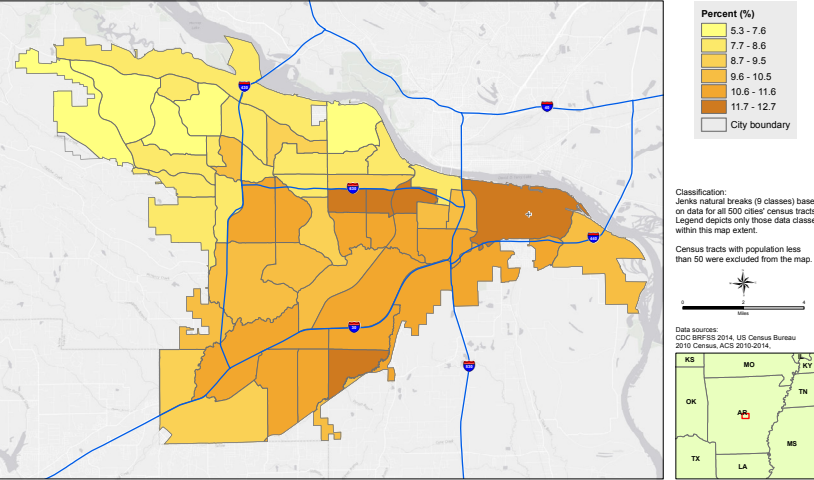 Percent (%)
5.3 - 7.6
7.7 - 8.6
8.7 - 9.5
9.6 - 10.5
10.6 - 11.6
11.7 - 12.7
City boundary
430
40
630
440
30
530
Classification:
Jenks natural breaks (9 classes) base
on data for all 500 cities' census tracts
Legend depicts only those data classe
within this map extent.
Census tracts with population less
than 50 were excluded from the map.
0 2 4
Miles
Data sources:
CDC BRFSS 2014, US Census Bureau
2010 Census, ACS 2010-2014,
KS
MO
KY
OK
AR
TN
MS
TX
LA